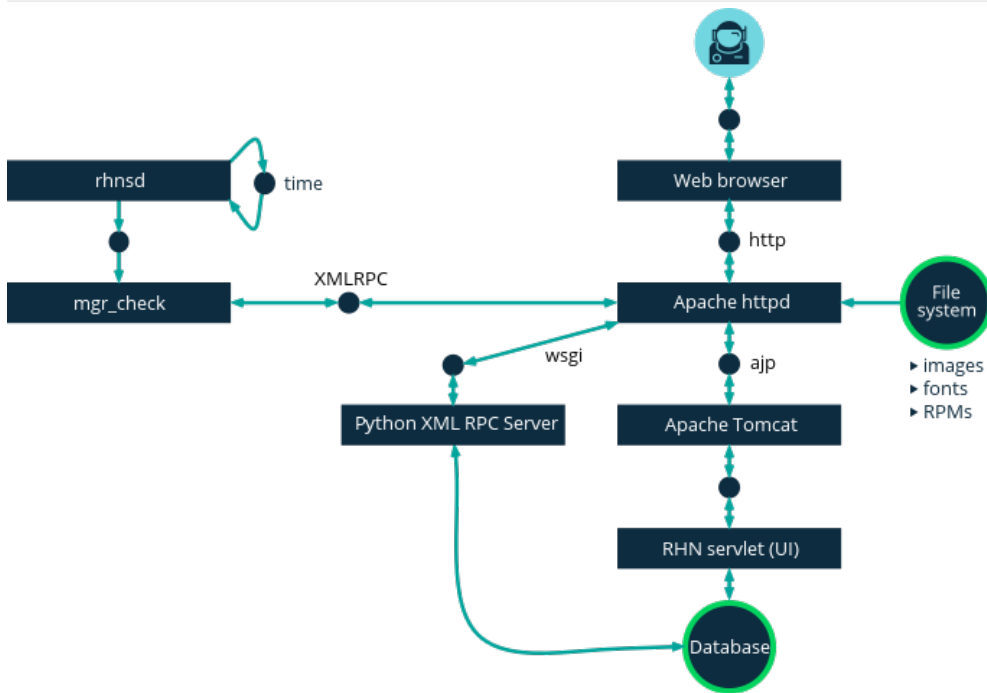 rhnsd
time
Web browser
http
XMLRPC
mgr_check
Apache httpd
File
system
wsgi
ajp
▸ images
▸ fonts
▸ RPMs
Python XML RPC Server
Apache Tomcat
RHN servlet (UI)
Database